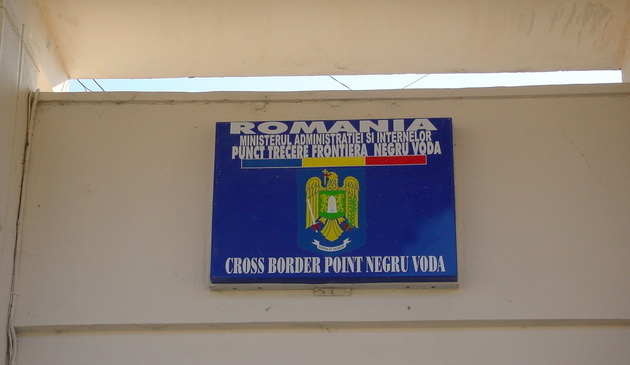 ROMANIA
MINISTERUL ADMINISTRATIEI SI INTERNELOR
PUNCT TRECERE FRONTIERA NEGRU VODA
CROSS BORDER POINT NEGRU VODA